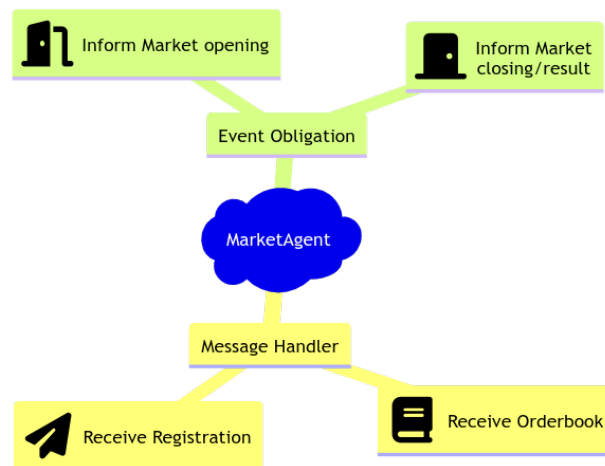 Inform Market opening
Inform Market
closing/result
Event Obligation
MarketAgent
Message Handler
Receive Registration
Receive Orderbook